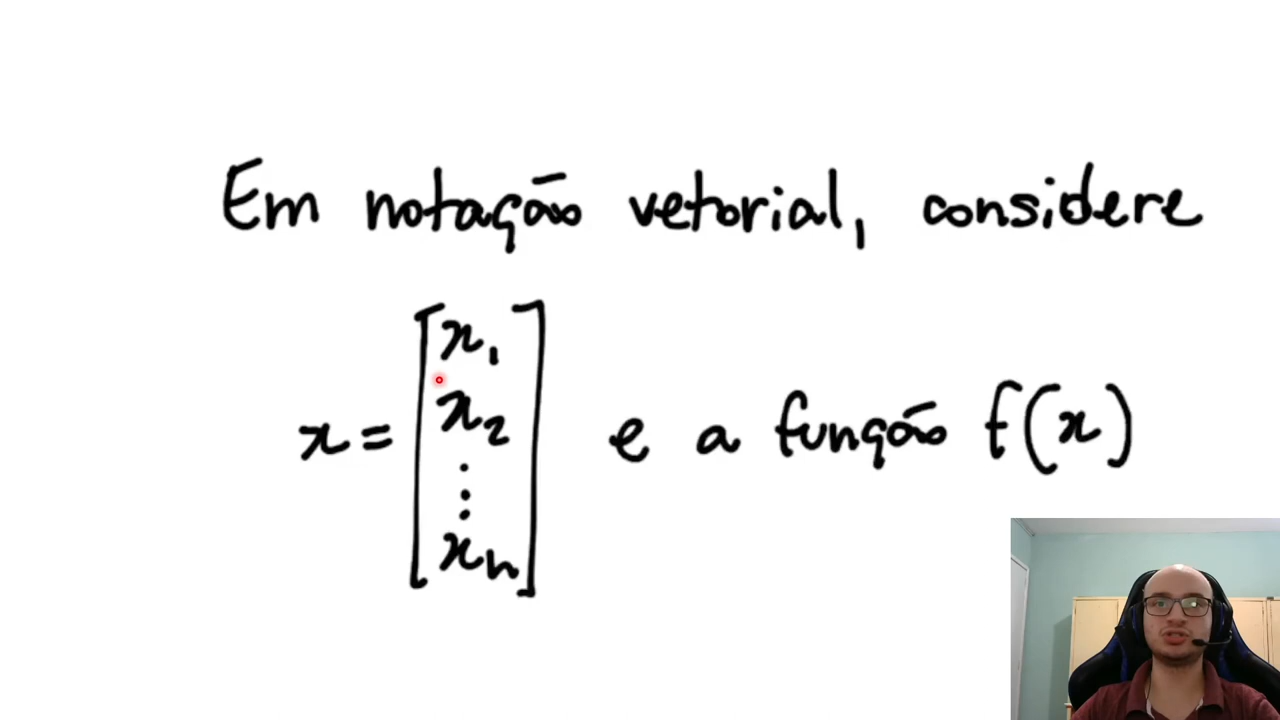 Em notação vetorial, considere
x = [x₁ x₂ ⋮ xₙ] e a função f(x)